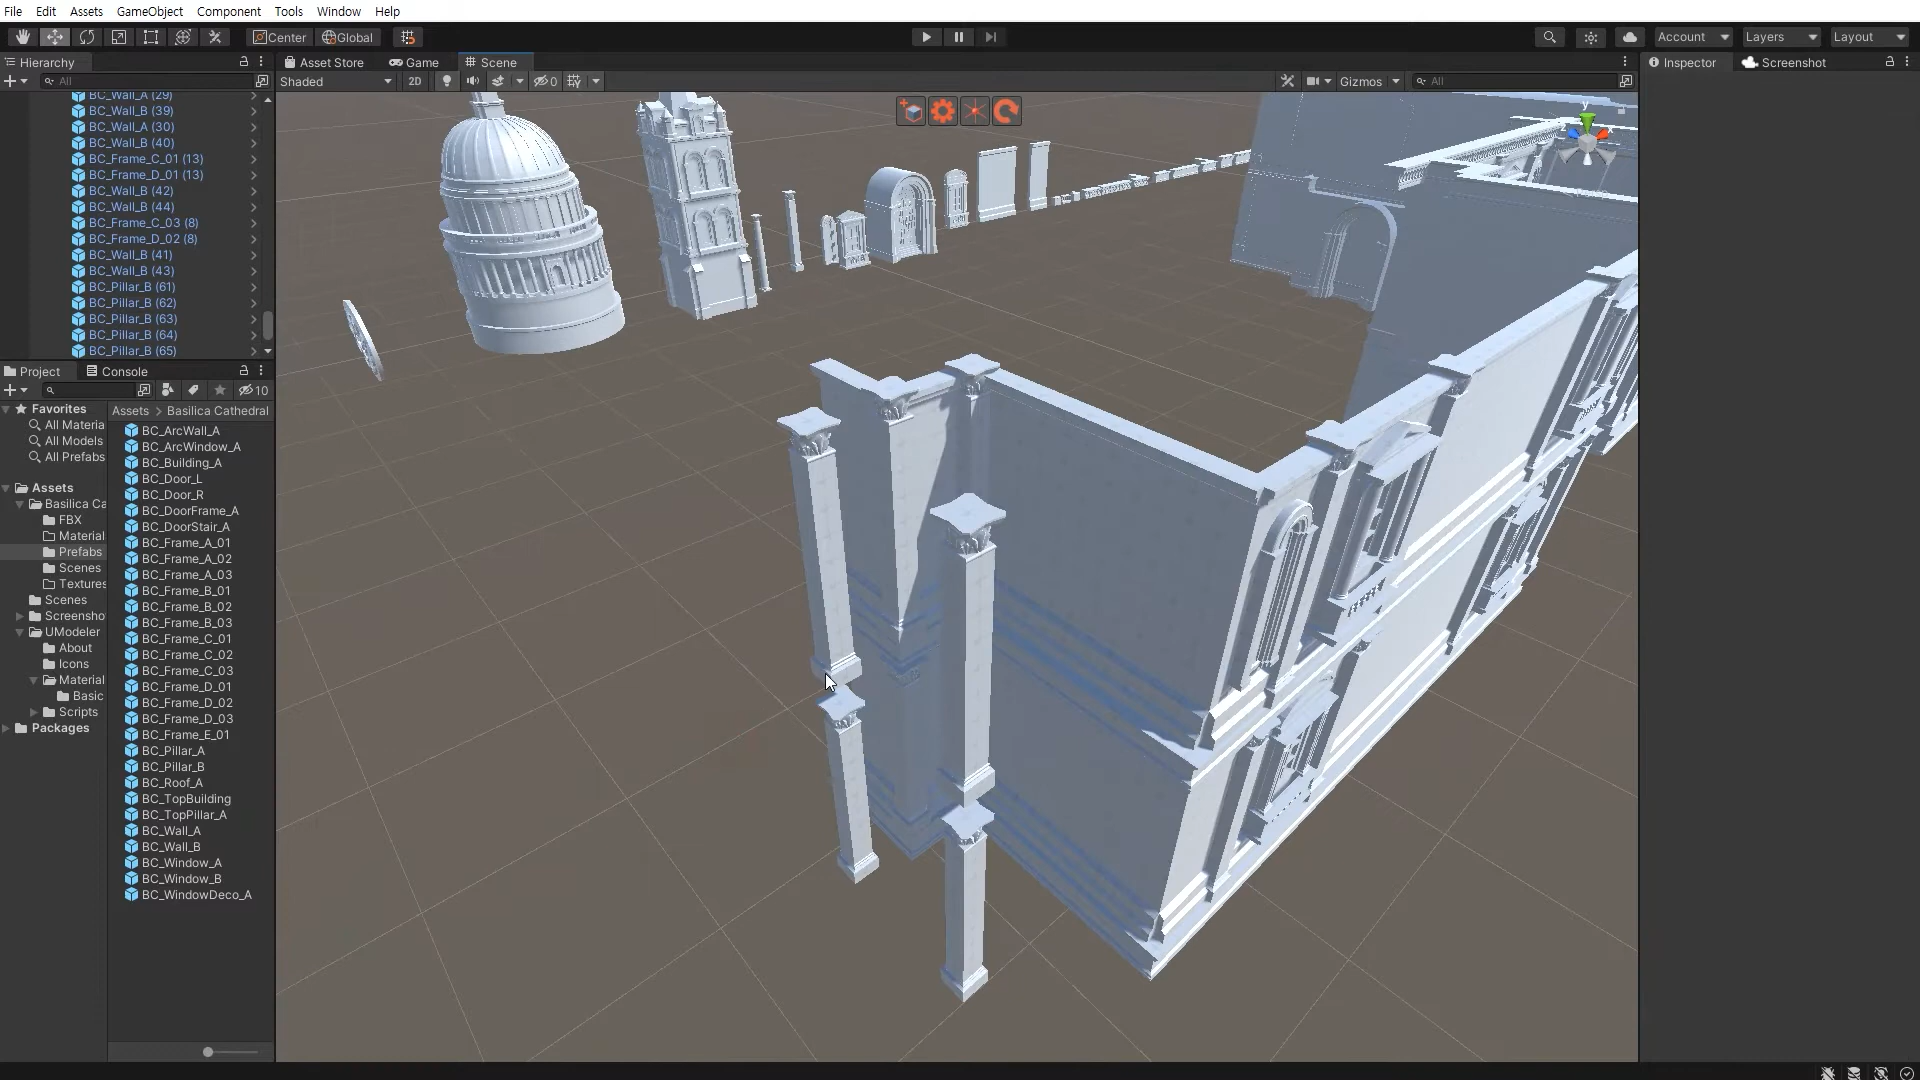 File Edit Assets GameObject Component Tools Window Help
Center Global Account Layers Layout
Hierarchy Asset Store Game Scene Inspector Screenshot
All Shaded 2D 0 Gizmos All
BC_Wall_A (29)
BC_Wall_B (39)
BC_Wall_A (30)
BC_Wall_B (40)
BC_Frame_C_01 (13)
BC_Frame_D_01 (13)
BC_Wall_B (42)
BC_Wall_B (44)
BC_Frame_C_03 (8)
BC_Frame_D_02 (8)
BC_Wall_B (41)
BC_Wall_B (43)
BC_Pillar_B (61)
BC_Pillar_B (62)
BC_Pillar_B (63)
BC_Pillar_B (64)
BC_Pillar_B (65)
y
Project Console
10
Favorites
All Materia
All Models
All Prefabs
Assets
Basilica Ca
FBX
Material
Prefabs
Scenes
Textures
Scenes
Screensho
UModeler
About
Icons
Material
Basic
Scripts
Packages
Assets > Basilica Cathedral
BC_ArcWall_A
BC_ArcWindow_A
BC_Building_A
BC_Door_L
BC_Door_R
BC_DoorFrame_A
BC_DoorStair_A
BC_Frame_A_01
BC_Frame_A_02
BC_Frame_A_03
BC_Frame_B_01
BC_Frame_B_02
BC_Frame_B_03
BC_Frame_C_01
BC_Frame_C_02
BC_Frame_C_03
BC_Frame_D_01
BC_Frame_D_02
BC_Frame_D_03
BC_Frame_E_01
BC_Pillar_A
BC_Pillar_B
BC_Roof_A
BC_TopBuilding
BC_TopPillar_A
BC_Wall_A
BC_Wall_B
BC_Window_A
BC_Window_B
BC_WindowDeco_A